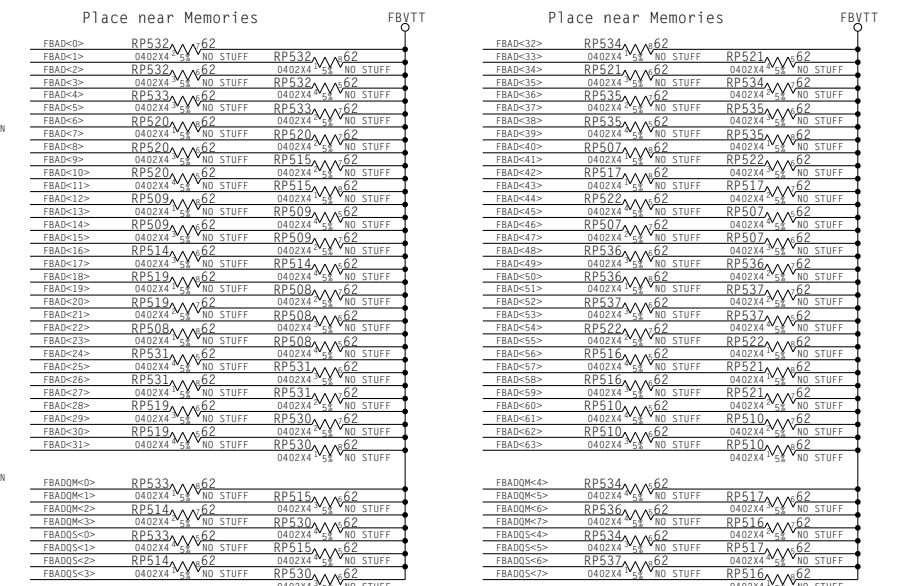 Place near Memories FBVTT
FBAD<0> RP532 62
FBAD<1> 0402X4 5% NO STUFF RP532 62
FBAD<2> RP532 62 0402X4 5% NO STUFF
FBAD<3> 0402X4 5% NO STUFF RP532 62
FBAD<4> RP533 62 0402X4 5% NO STUFF
FBAD<5> 0402X4 5% NO STUFF RP533 62
FBAD<6> RP520 62 0402X4 5% NO STUFF
FBAD<7> 0402X4 5% NO STUFF RP520 62
FBAD<8> RP520 62 0402X4 5% NO STUFF
FBAD<9> 0402X4 5% NO STUFF RP515 62
FBAD<10> RP520 62 0402X4 5% NO STUFF
FBAD<11> 0402X4 5% NO STUFF RP515 62
FBAD<12> RP509 62 0402X4 5% NO STUFF
FBAD<13> 0402X4 5% NO STUFF RP509 62
FBAD<14> RP509 62 0402X4 5% NO STUFF
FBAD<15> 0402X4 5% NO STUFF RP509 62
FBAD<16> RP514 62 0402X4 5% NO STUFF
FBAD<17> 0402X4 5% NO STUFF RP514 62
FBAD<18> RP519 62 0402X4 5% NO STUFF
FBAD<19> 0402X4 5% NO STUFF RP508 62
FBAD<20> RP519 62 0402X4 5% NO STUFF
FBAD<21> 0402X4 5% NO STUFF RP508 62
FBAD<22> RP508 62 0402X4 5% NO STUFF
FBAD<23> 0402X4 5% NO STUFF RP508 62
FBAD<24> RP531 62 0402X4 5% NO STUFF
FBAD<25> 0402X4 5% NO STUFF RP531 62
FBAD<26> RP531 62 0402X4 5% NO STUFF
FBAD<27> 0402X4 5% NO STUFF RP531 62
FBAD<28> RP519 62 0402X4 5% NO STUFF
FBAD<29> 0402X4 5% NO STUFF RP530 62
FBAD<30> RP519 62 0402X4 5% NO STUFF
FBAD<31> 0402X4 5% NO STUFF RP530 62
0402X4 5% NO STUFF
FBADQM<0> RP533 62
FBADQM<1> 0402X4 5% NO STUFF RP515 62
FBADQM<2> RP514 62 0402X4 5% NO STUFF
FBADQM<3> 0402X4 5% NO STUFF RP530 62
FBADQS<0> RP533 62 0402X4 5% NO STUFF
FBADQS<1> 0402X4 5% NO STUFF RP515 62
FBADQS<2> RP514 62 0402X4 5% NO STUFF
FBADQS<3> 0402X4 5% NO STUFF RP530 62
Place near Memories FBVTT
FBAD<32> RP534 62
FBAD<33> 0402X4 5% NO STUFF RP521 62
FBAD<34> RP521 62 0402X4 5% NO STUFF
FBAD<35> 0402X4 5% NO STUFF RP534 62
FBAD<36> RP535 62 0402X4 5% NO STUFF
FBAD<37> 0402X4 5% NO STUFF RP535 62
FBAD<38> RP535 62 0402X4 5% NO STUFF
FBAD<39> 0402X4 5% NO STUFF RP535 62
FBAD<40> RP507 62 0402X4 5% NO STUFF
FBAD<41> 0402X4 5% NO STUFF RP522 62
FBAD<42> RP517 62 0402X4 5% NO STUFF
FBAD<43> 0402X4 5% NO STUFF RP517 62
FBAD<44> RP522 62 0402X4 5% NO STUFF
FBAD<45> 0402X4 5% NO STUFF RP507 62
FBAD<46> RP507 62 0402X4 5% NO STUFF
FBAD<47> 0402X4 5% NO STUFF RP507 62
FBAD<48> RP536 62 0402X4 5% NO STUFF
FBAD<49> 0402X4 5% NO STUFF RP536 62
FBAD<50> RP536 62 0402X4 5% NO STUFF
FBAD<51> 0402X4 5% NO STUFF RP537 62
FBAD<52> RP537 62 0402X4 5% NO STUFF
FBAD<53> 0402X4 5% NO STUFF RP537 62
FBAD<54> RP522 62 0402X4 5% NO STUFF
FBAD<55> 0402X4 5% NO STUFF RP522 62
FBAD<56> RP516 62 0402X4 5% NO STUFF
FBAD<57> 0402X4 5% NO STUFF RP521 62
FBAD<58> RP516 62 0402X4 5% NO STUFF
FBAD<59> 0402X4 5% NO STUFF RP521 62
FBAD<60> RP510 62 0402X4 5% NO STUFF
FBAD<61> 0402X4 5% NO STUFF RP510 62
FBAD<62> RP510 62 0402X4 5% NO STUFF
FBAD<63> 0402X4 5% NO STUFF RP510 62
0402X4 5% NO STUFF
FBADQM<4> RP534 62
FBADQM<5> 0402X4 5% NO STUFF RP517 62
FBADQM<6> RP536 62 0402X4 5% NO STUFF
FBADQM<7> 0402X4 5% NO STUFF RP516 62
FBADQS<4> RP534 62 0402X4 5% NO STUFF
FBADQS<5> 0402X4 5% NO STUFF RP517 62
FBADQS<6> RP537 62 0402X4 5% NO STUFF
FBADQS<7> 0402X4 5% NO STUFF RP516 62